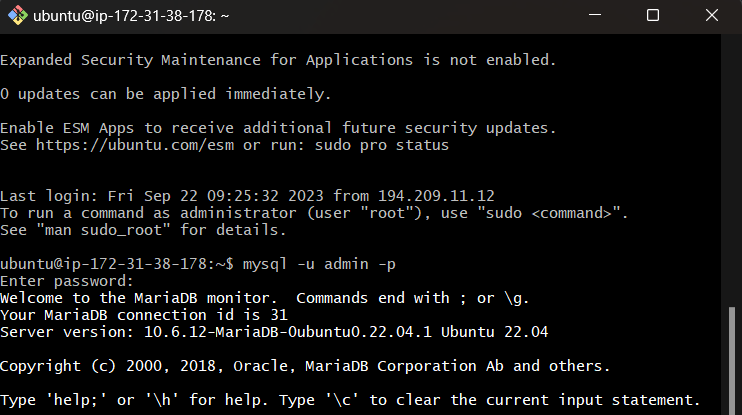 ubuntu@ip-172-31-38-178: ~
Expanded Security Maintenance for Applications is not enabled.
0 updates can be applied immediately.
Enable ESM Apps to receive additional future security updates.
See https://ubuntu.com/esm or run: sudo pro status
Last login: Fri Sep 22 09:25:32 2023 from 194.209.11.12
To run a command as administrator (user "root"), use "sudo <command>".
See "man sudo_root" for details.
ubuntu@ip-172-31-38-178:~$ mysql -u admin -p
Enter password:
Welcome to the MariaDB monitor.  Commands end with ; or \g.
Your MariaDB connection id is 31
Server version: 10.6.12-MariaDB-0ubuntu0.22.04.1 Ubuntu 22.04
Copyright (c) 2000, 2018, Oracle, MariaDB Corporation Ab and others.
Type 'help;' or '\h' for help. Type '\c' to clear the current input statement.